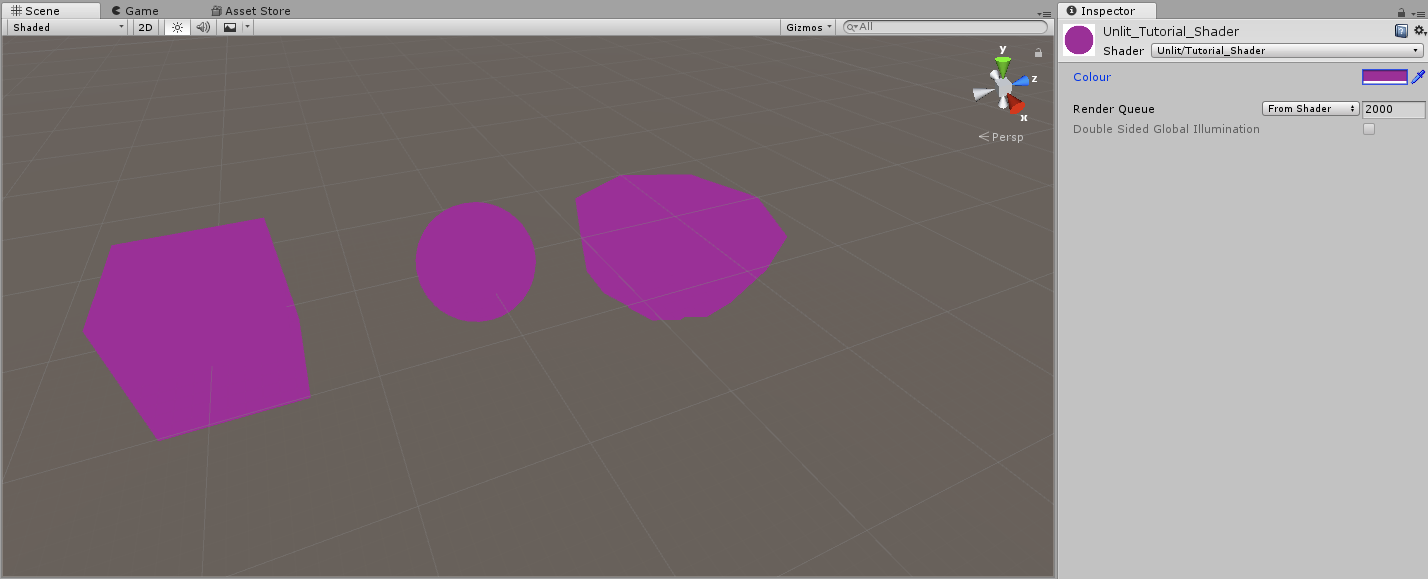 Scene
Game
Asset Store
Shaded
2D
Gizmos
All
y
z
x
Persp
Inspector
Unlit_Tutorial_Shader
Shader
Unlit/Tutorial_Shader
Colour
Render Queue
From Shader
2000
Double Sided Global Illumination